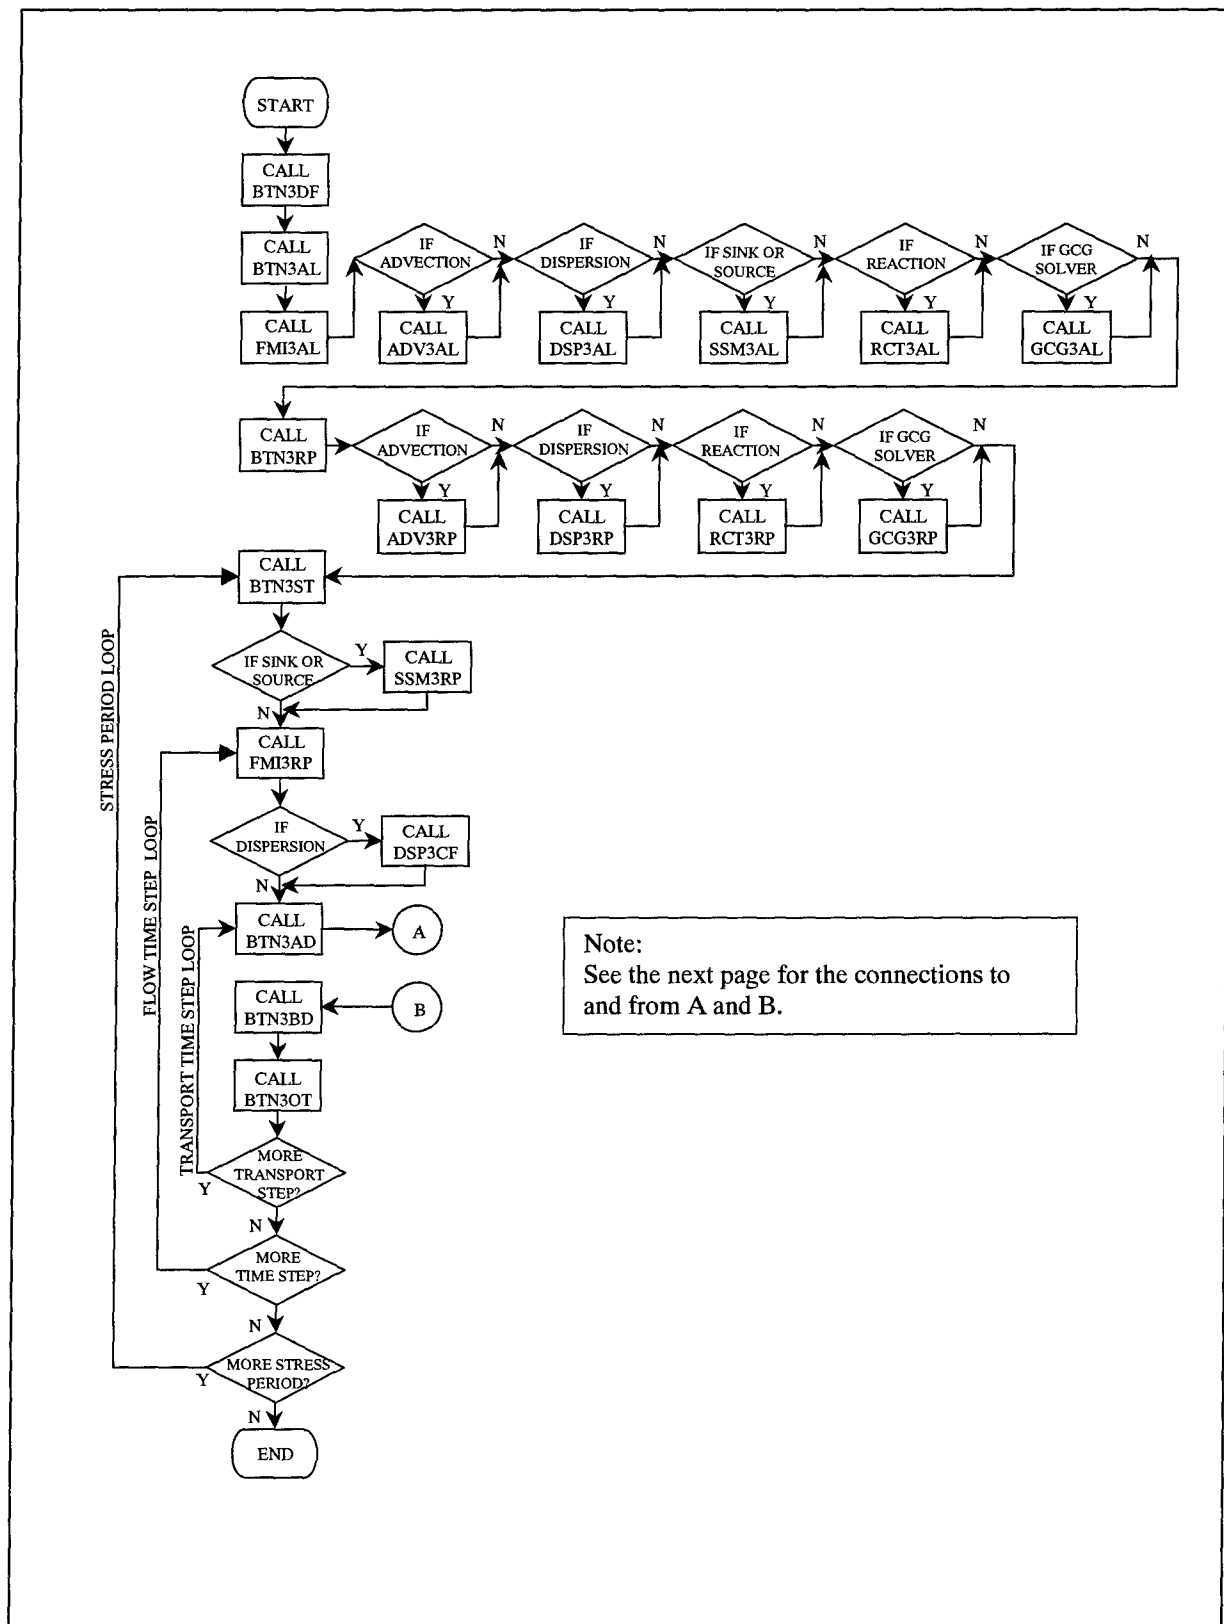 START
CALL
BTN3DF
CALL
BTN3AL
CALL
FMI3AL
IF
ADVECTION
N
Y
CALL
ADV3AL
IF
DISPERSION
N
Y
CALL
DSP3AL
IF SINK OR
SOURCE
N
Y
CALL
SSM3AL
IF
REACTION
N
Y
CALL
RCT3AL
IF GCG
SOLVER
N
Y
CALL
GCG3AL
CALL
BTN3RP
IF
ADVECTION
N
Y
CALL
ADV3RP
IF
DISPERSION
N
Y
CALL
DSP3RP
IF
REACTION
N
Y
CALL
RCT3RP
IF GCG
SOLVER
N
Y
CALL
GCG3RP
CALL
BTN3ST
IF SINK OR
SOURCE
Y
CALL
SSM3RP
N
CALL
FMI3RP
IF
DISPERSION
Y
CALL
DSP3CF
N
CALL
BTN3AD
A
CALL
BTN3BD
B
CALL
BTN3OT
MORE
TRANSPORT
STEP?
Y
N
MORE
TIME STEP?
Y
N
MORE STRESS
PERIOD?
Y
N
END
STRESS PERIOD LOOP
FLOW TIME STEP LOOP
TRANSPORT TIME STEP LOOP
Note:
See the next page for the connections to
and from A and B.